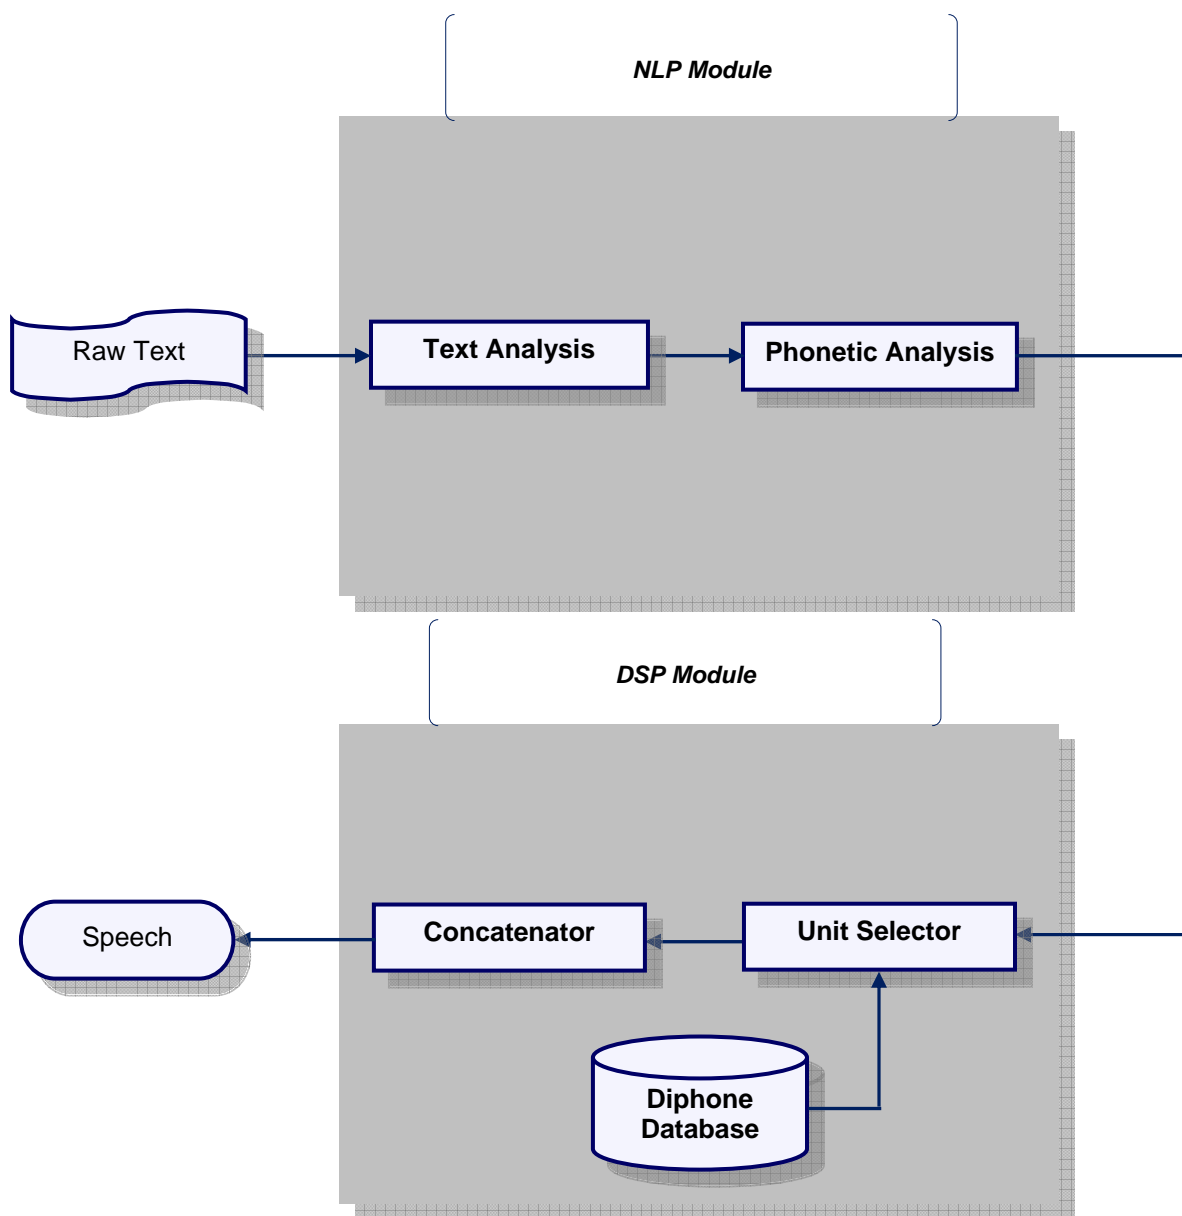 NLP Module
Raw Text
Text Analysis
Phonetic Analysis
DSP Module
Speech
Concatenator
Unit Selector
Diphone
Database